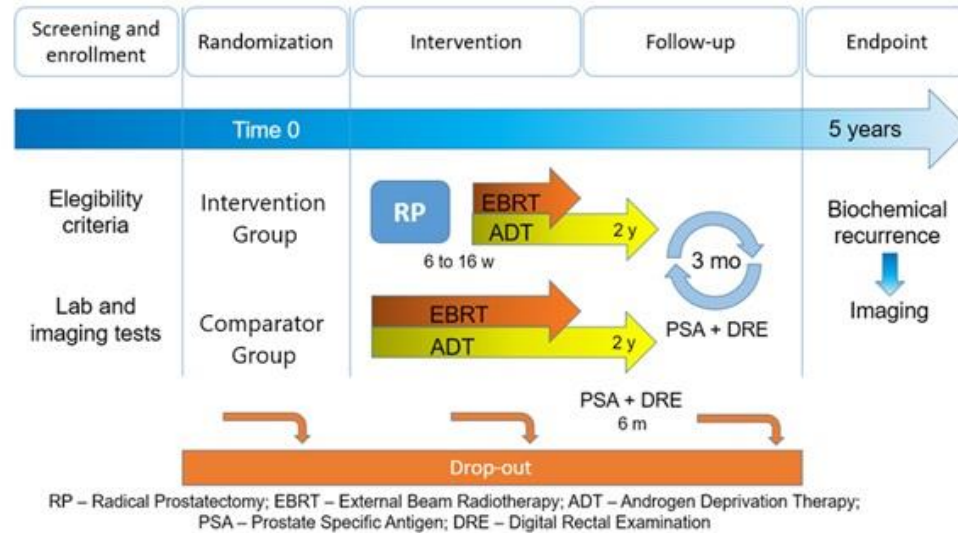 Screening and
enrollment
Randomization
Intervention
Follow-up
Endpoint
Time 0
5 years
Elegibility
criteria
Lab and
imaging tests
Intervention
Group
Comparator
Group
RP
EBRT
ADT
2 y
6 to 16 w
EBRT
ADT
2 y
3 mo
PSA + DRE
Biochemical
recurrence
Imaging
PSA + DRE
6 m
Drop-out
RP – Radical Prostatectomy; EBRT – External Beam Radiotherapy; ADT – Androgen Deprivation Therapy;
PSA – Prostate Specific Antigen; DRE – Digital Rectal Examination